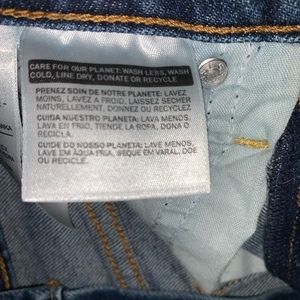 CARE FOR OUR PLANET: WASH LESS, WASH
COLD, LINE DRY, DONATE OR RECYCLE
PRENEZ SOIN DE NOTRE PLANÈTE: LAVEZ
MOINS, LAVEZ A FROID, LAISSEZ SECHER
NATURELLEMENT, DONNEZ OU RECYCLEZ
CUIDA NUESTRO PLANETA: LAVA MENOS,
LAVA EN FRIO, TIENDE LA ROPA, DONA O
RECICLA.
CUIDE DO NOSSO PLANETA: LAVE MENOS,
LAVE EM ÁGUA FRIA, SEQUE EM VARAL, DOE
OU RECICLE.